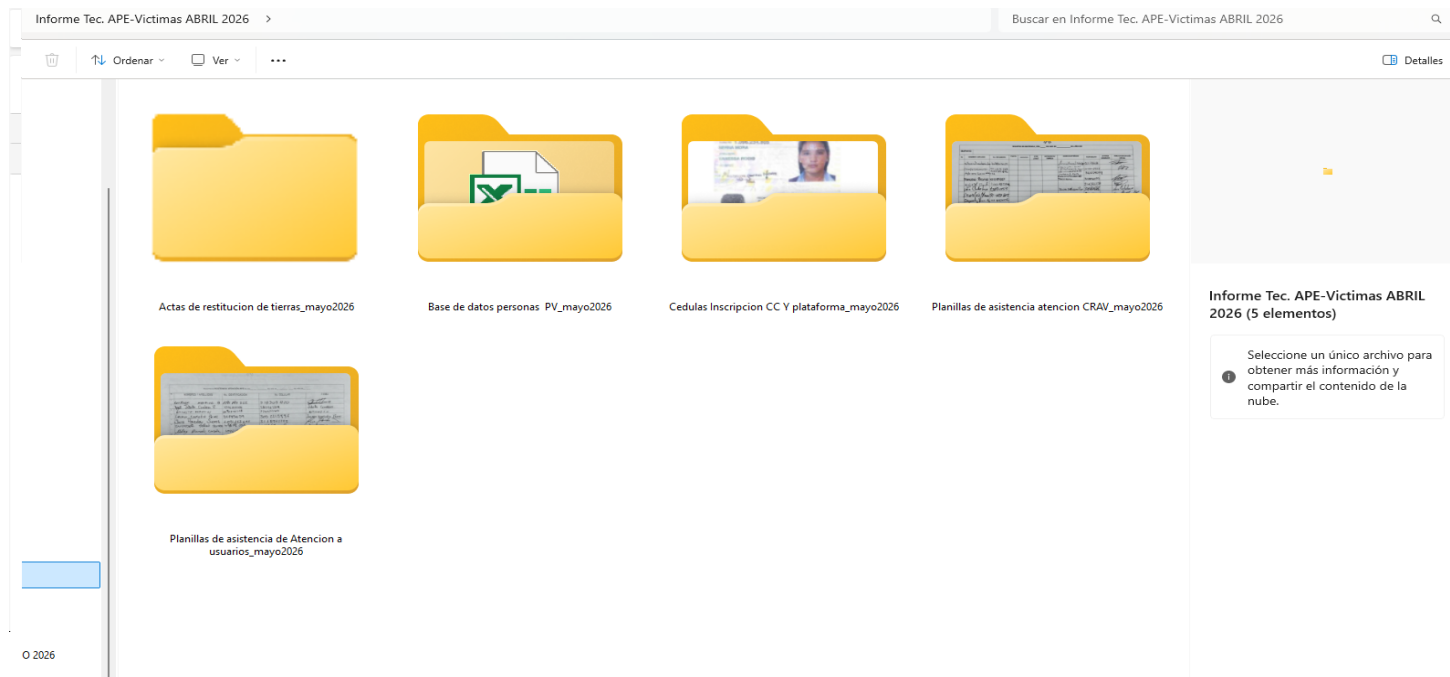 Informe Tec. APE-Victimas ABRIL 2026 >
Buscar en Informe Tec. APE-Victimas ABRIL 2026
Ordenar
Ver
...
Detalles
Actas de restitucion de tierras_mayo2026
Base de datos personas PV_mayo2026
Cedulas Inscripcion CC Y plataforma_mayo2026
Planillas de asistencia atencion CRAV_mayo2026
Planillas de asistencia de Atencion a
usuarios_mayo2026
Informe Tec. APE-Victimas ABRIL
2026 (5 elementos)
Seleccione un único archivo para
obtener más información y
compartir el contenido de la
nube.
O 2026